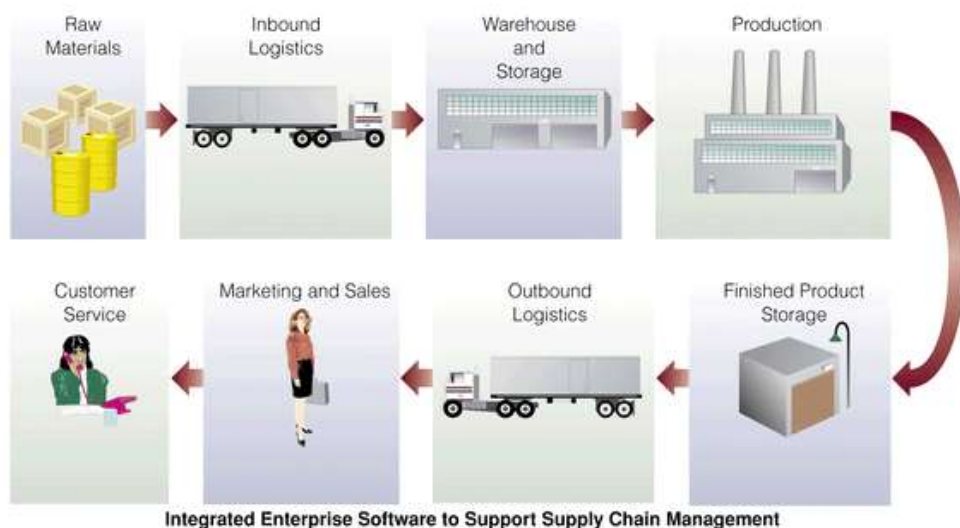 Raw
Materials
Inbound
Logistics
Warehouse
and
Storage
Production
Customer
Service
Marketing and Sales
Outbound
Logistics
Finished Product
Storage
Integrated Enterprise Software to Support Supply Chain Management